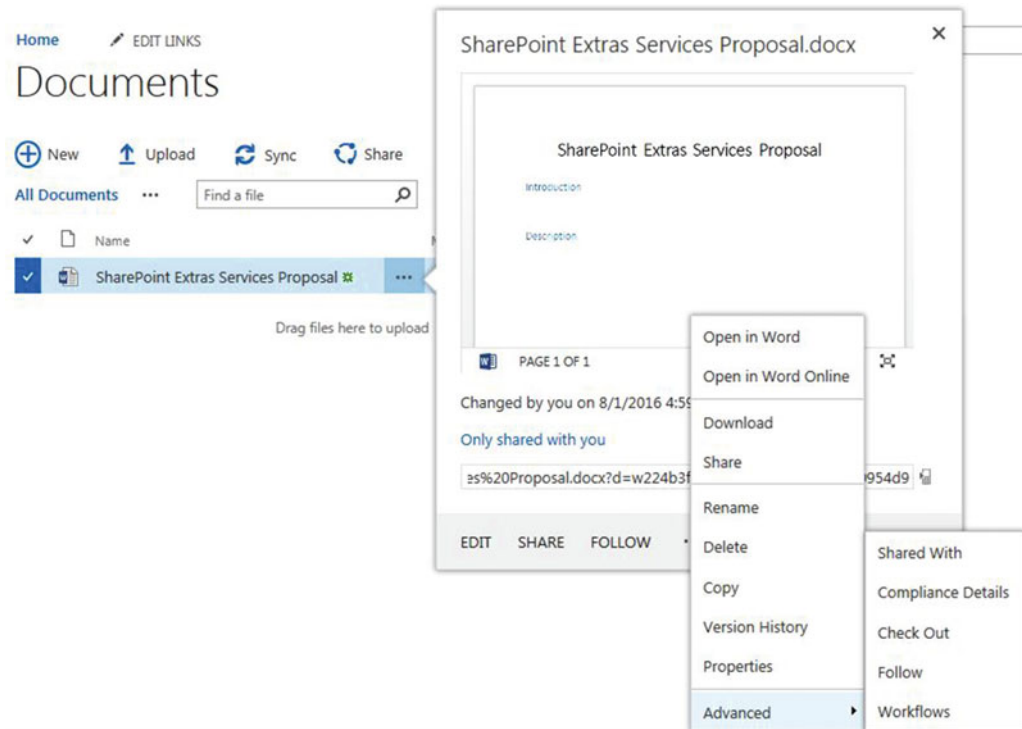 Home
EDIT LINKS
Documents
New
Upload
Sync
Share
All Documents
...
Find a file
Name
SharePoint Extras Services Proposal
...
Drag files here to upload
SharePoint Extras Services Proposal.docx
SharePoint Extras Services Proposal
Introduction
Description
PAGE 1 OF 1
Changed by you on 8/1/2016 4:59
Only shared with you
es%20Proposal.docx?d=w224b3f
954d9
EDIT
SHARE
FOLLOW
Open in Word
Open in Word Online
Download
Share
Rename
Delete
Copy
Version History
Properties
Advanced
Shared With
Compliance Details
Check Out
Follow
Workflows